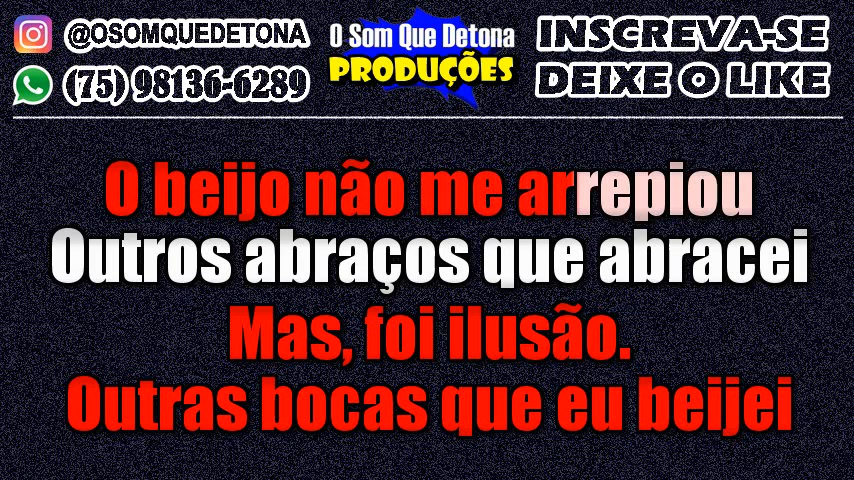 @OSOMQUEDETONA
(75) 98136-6289
O Som Que Detona
PRODUÇÕES
INSCREVA-SE
DEIXE O LIKE
O beijo não me arrepiou
Outros abraços que abracei
Mas, foi ilusão.
Outras bocas que eu beijei